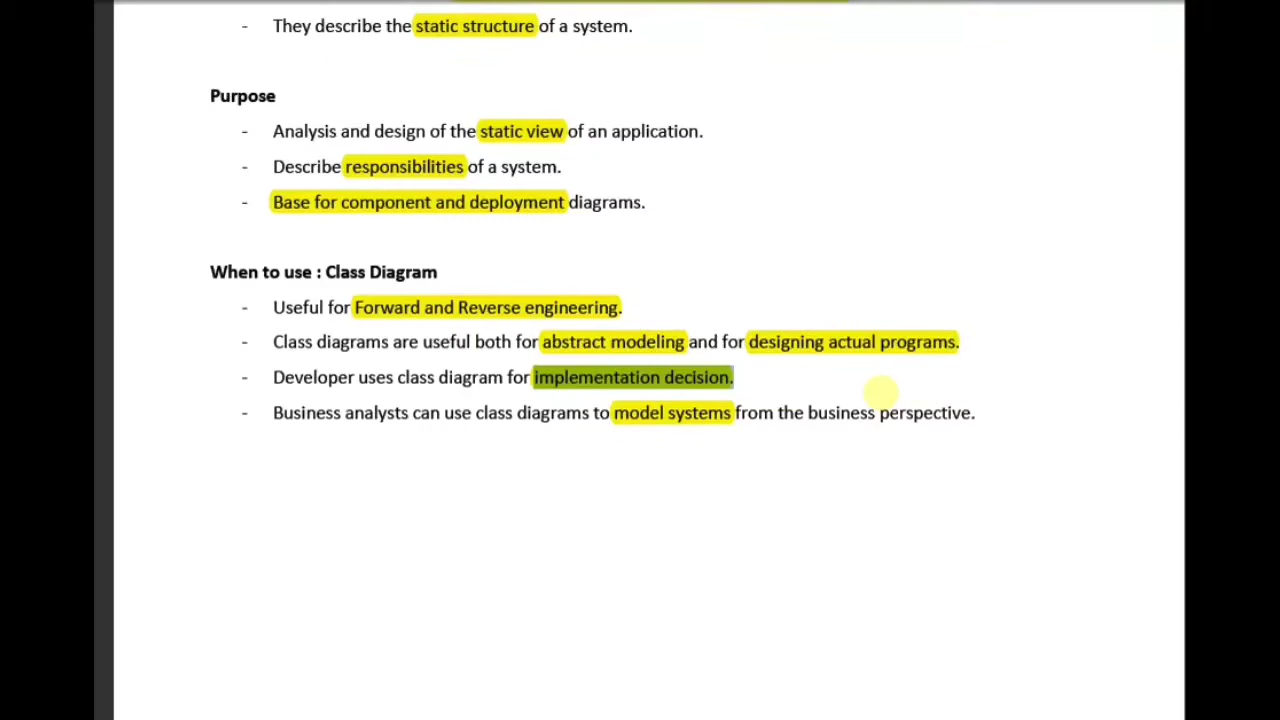 - They describe the static structure of a system.
Purpose
- Analysis and design of the static view of an application.
- Describe responsibilities of a system.
- Base for component and deployment diagrams.
When to use : Class Diagram
- Useful for Forward and Reverse engineering.
- Class diagrams are useful both for abstract modeling and for designing actual programs.
- Developer uses class diagram for implementation decision.
- Business analysts can use class diagrams to model systems from the business perspective.